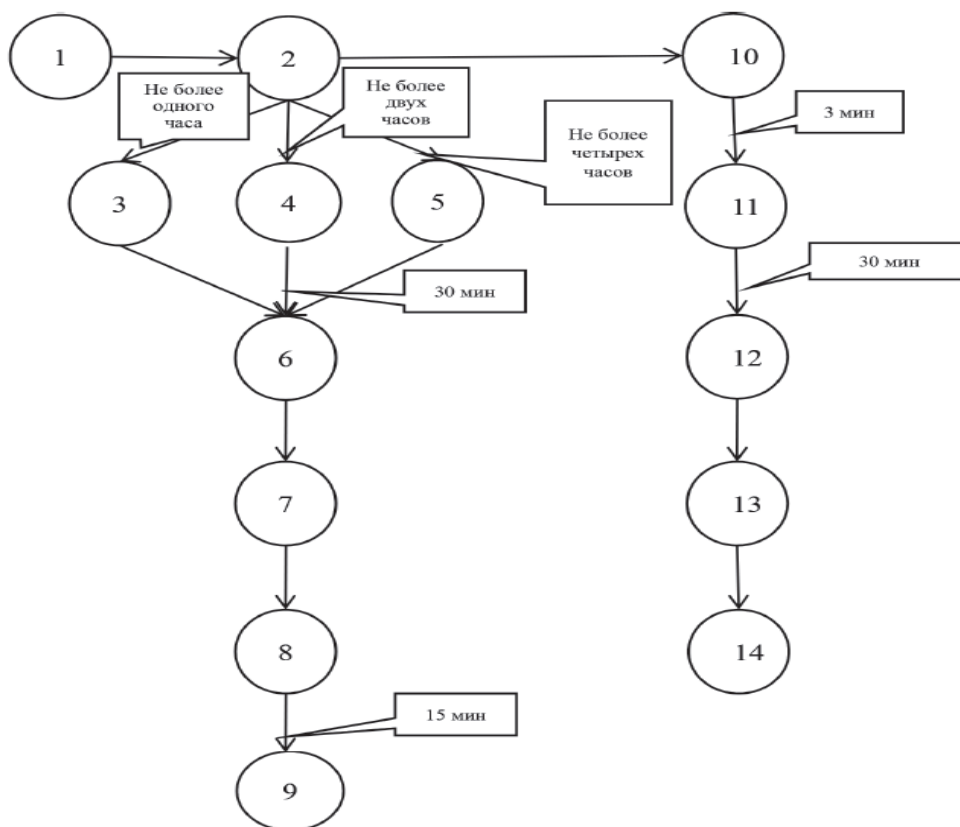 1
2
10
Не более
одного
часа
Не более
двух
часов
Не более
четырех
часов
3 мин
3
4
5
11
30 мин
30 мин
6
12
7
13
8
14
15 мин
9